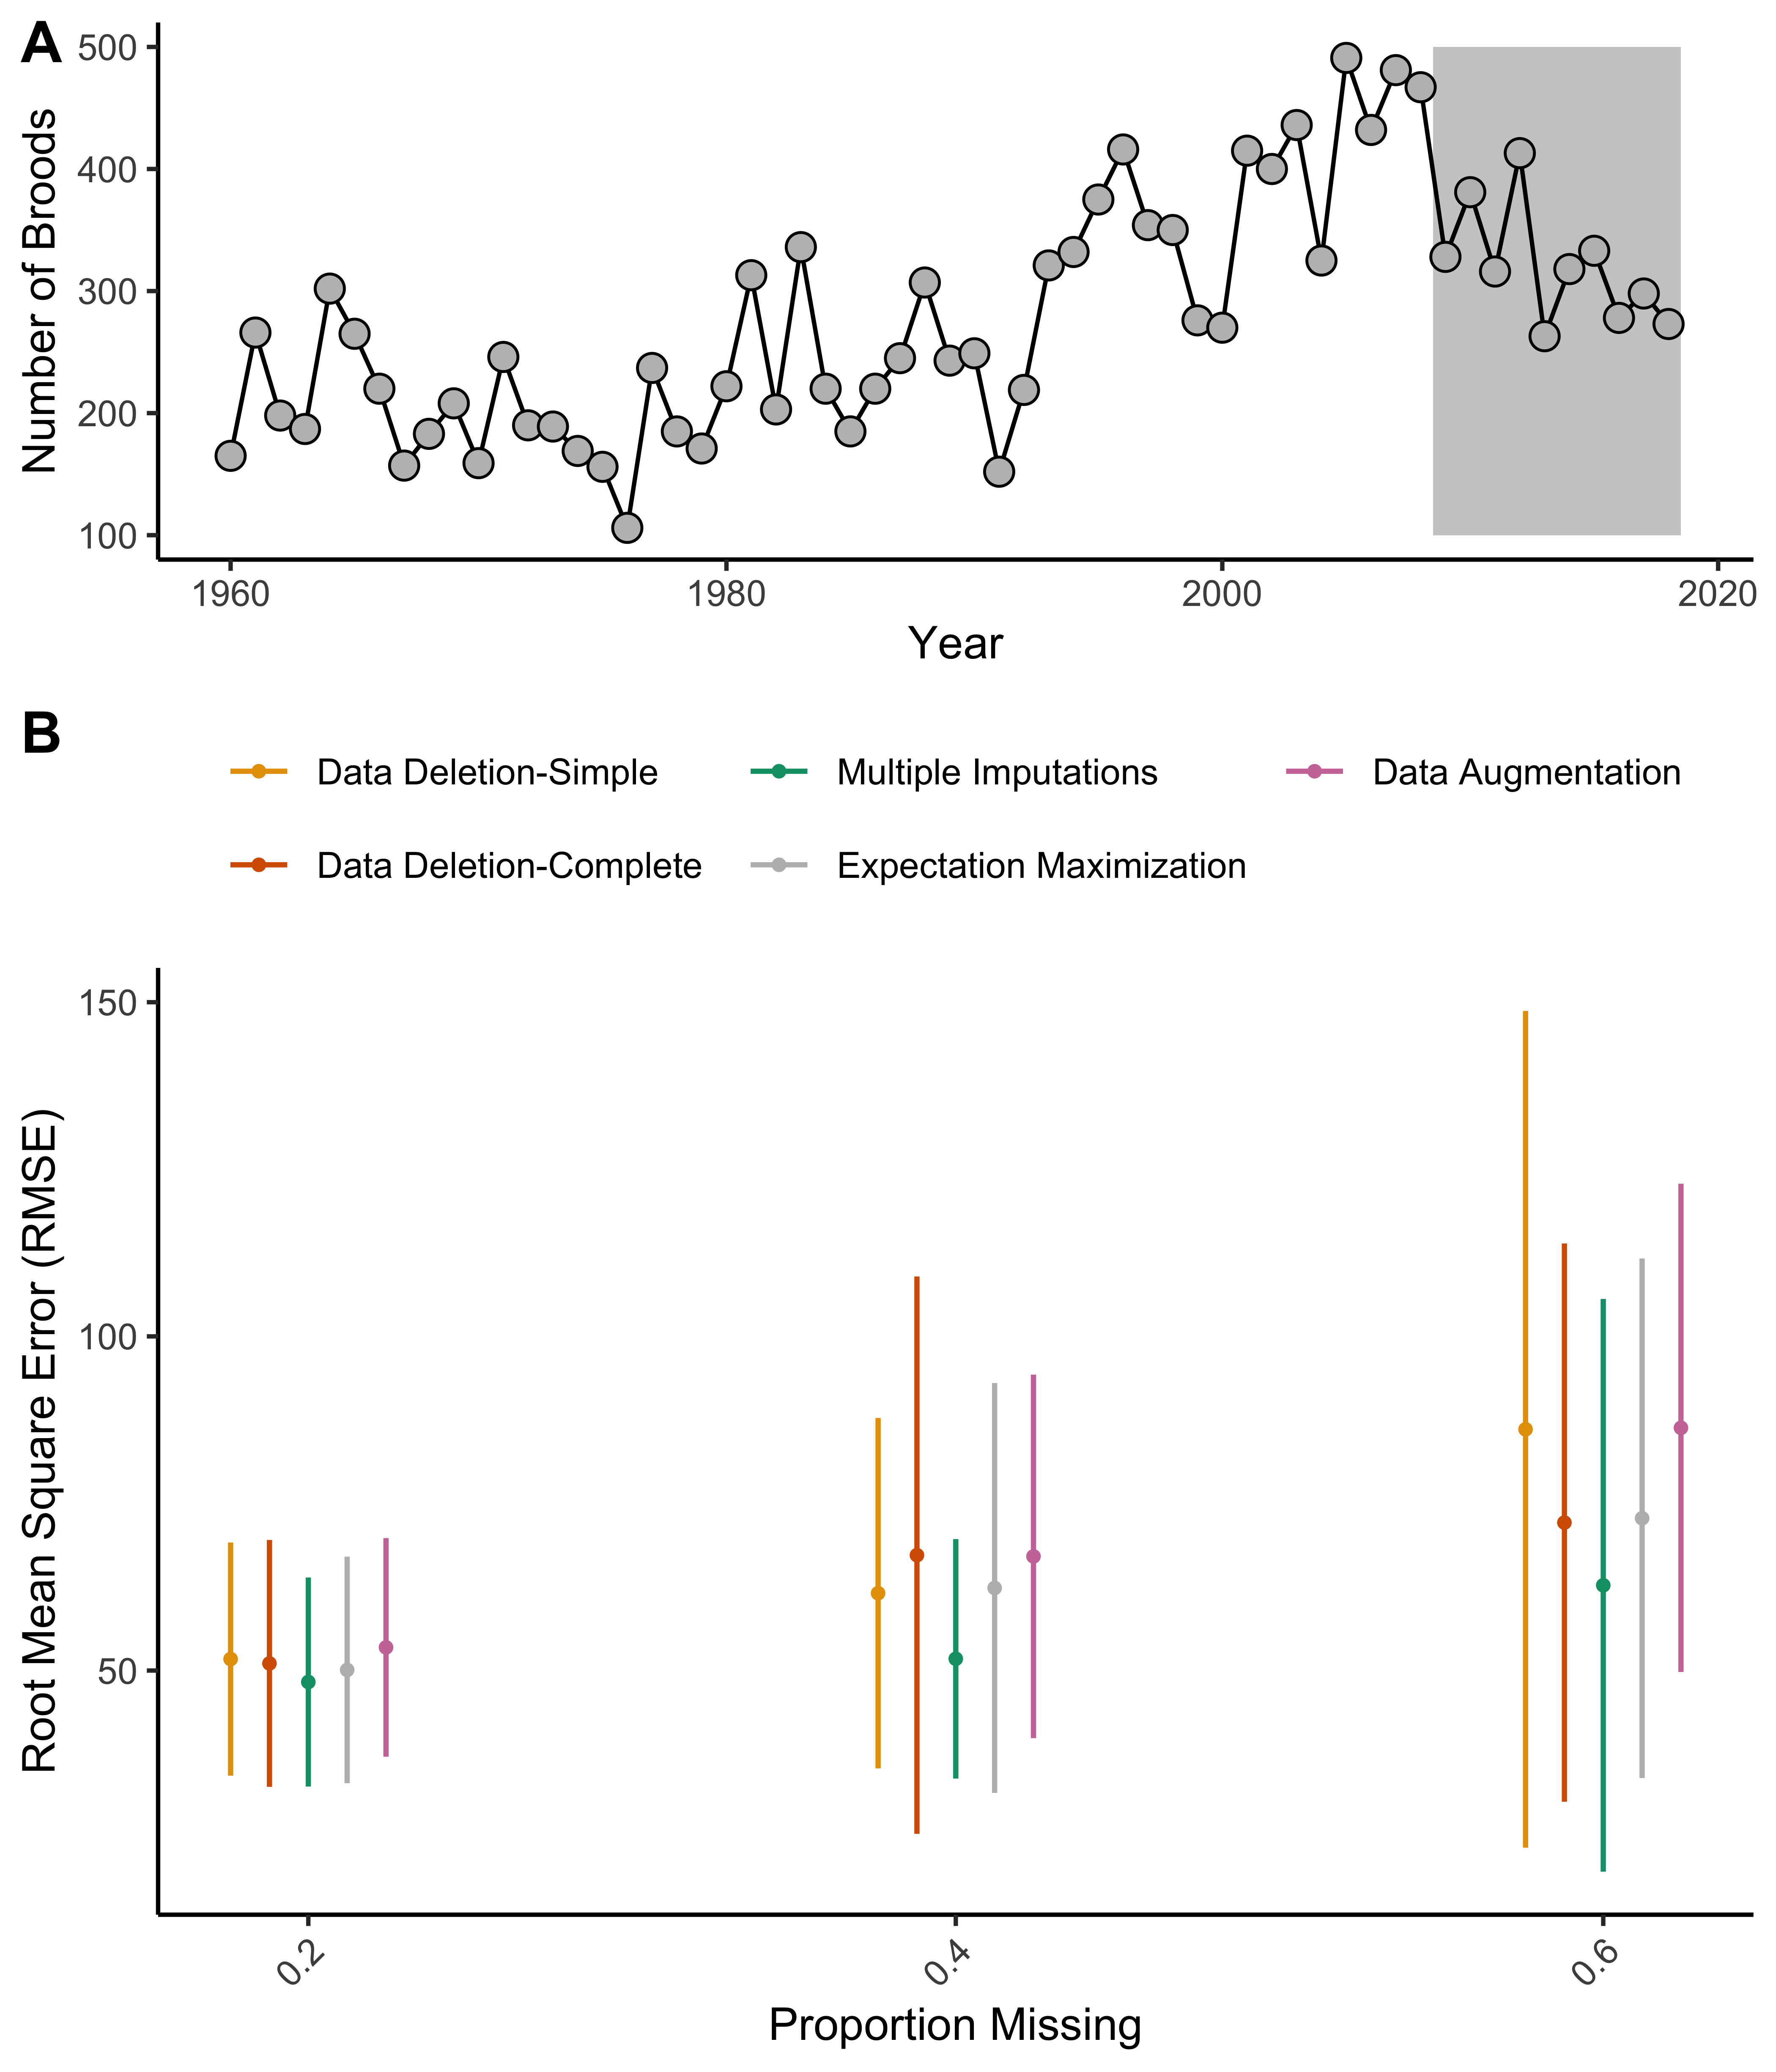 A
500
400
300
200
100
Number of Broods
1960 1980 2000 2020
Year
B
Data Deletion-Simple Multiple Imputations Data Augmentation
Data Deletion-Complete Expectation Maximization
150
100
50
Root Mean Square Error (RMSE)
0.2 0.4 0.6
Proportion Missing